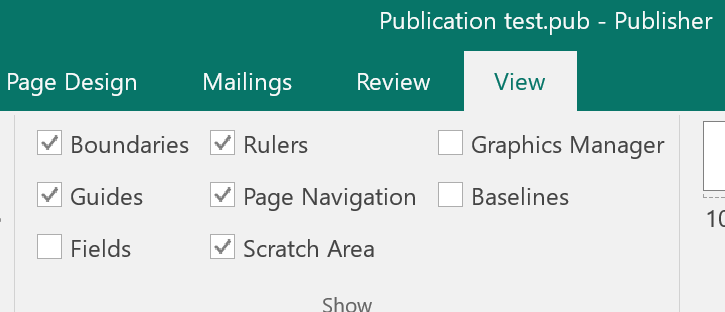 Publication test.pub - Publisher
Page Design Mailings Review View
Boundaries Rulers Graphics Manager
Guides Page Navigation Baselines
Fields Scratch Area
Show